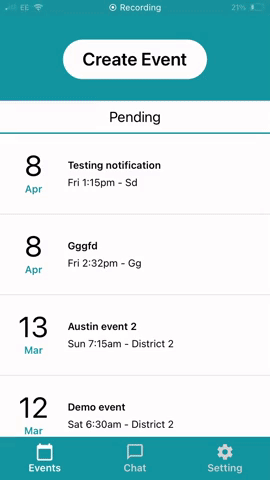 EE Recording 21%
Create Event
Pending
8
Apr
Testing notification
Fri 1:15pm - Sd
8
Apr
Gggfd
Fri 2:32pm - Gg
13
Mar
Austin event 2
Sun 7:15am - District 2
12
Mar
Demo event
Sat 6:30am - District 2
Events Chat Setting